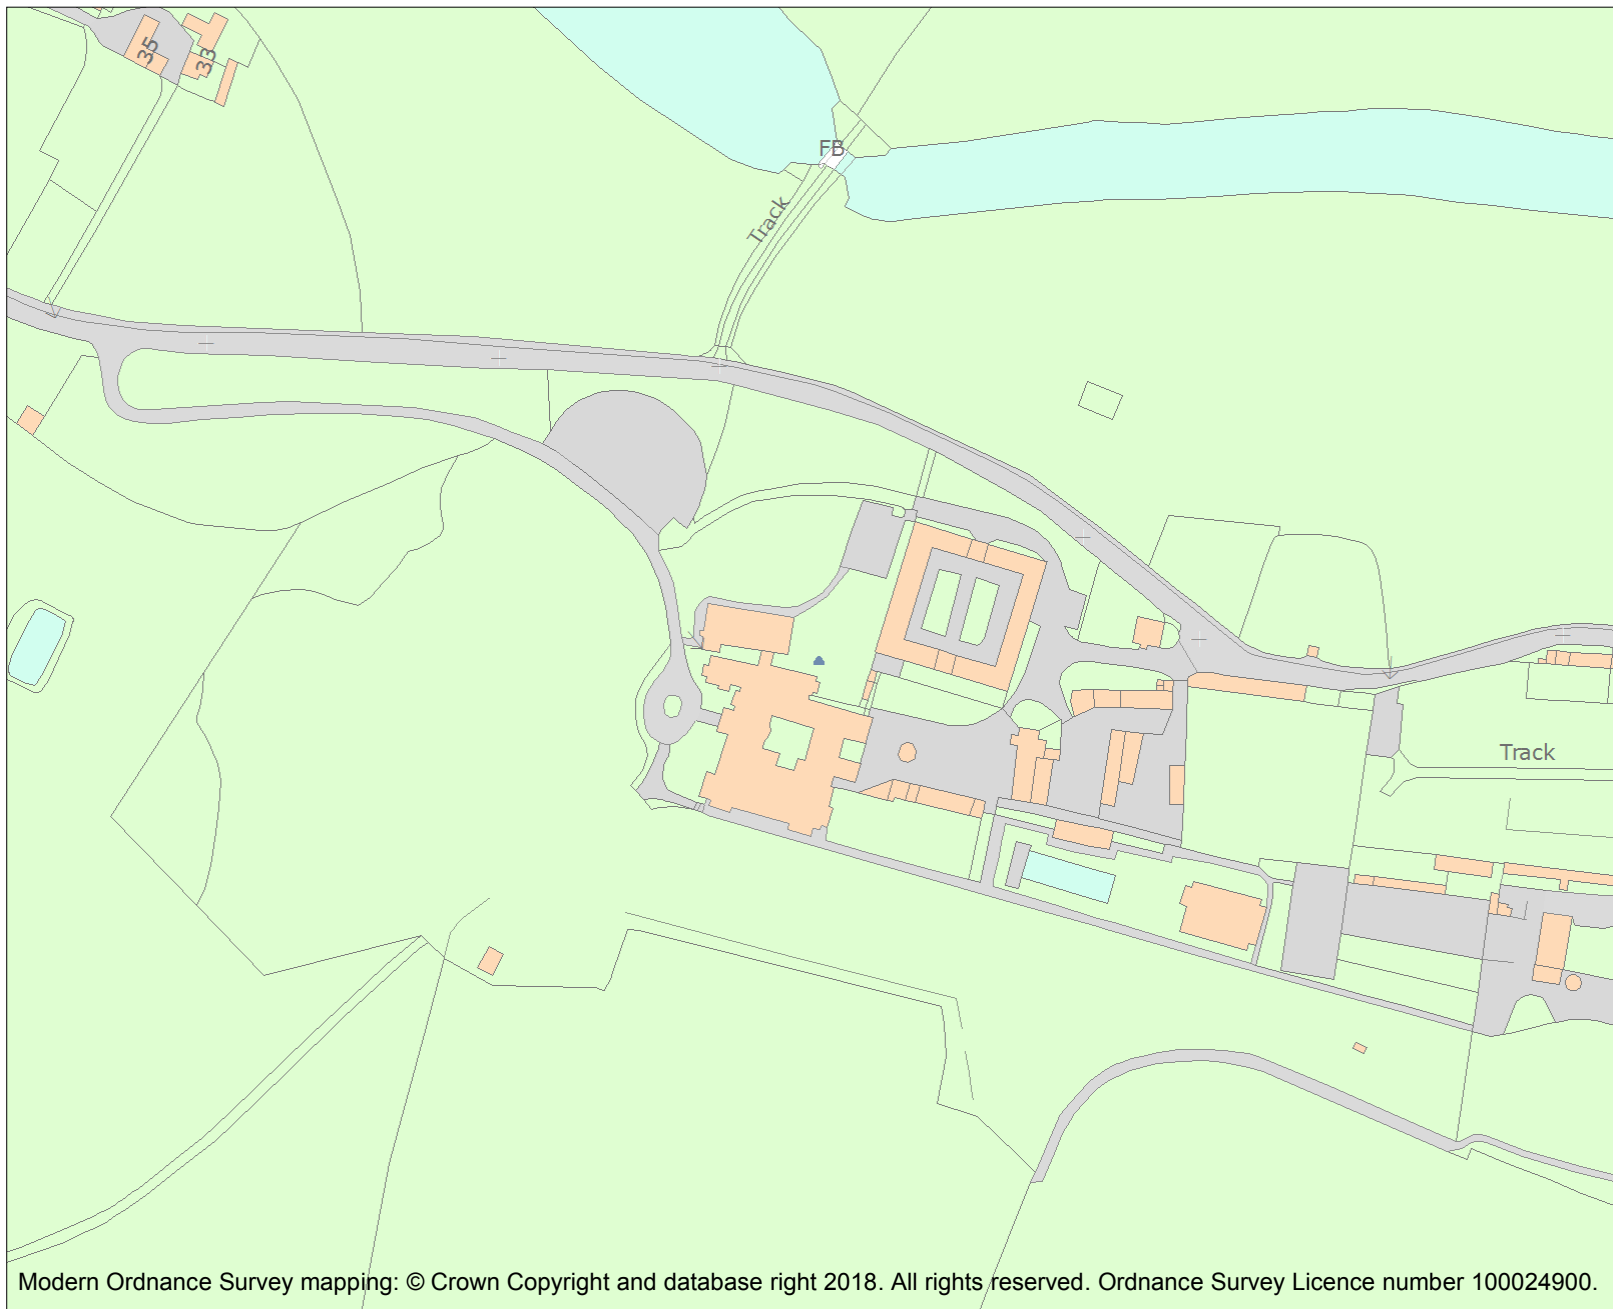 35
33
FB
Track
Track
Modern Ordnance Survey mapping: © Crown Copyright and database right 2018. All rights reserved. Ordnance Survey Licence number 100024900.